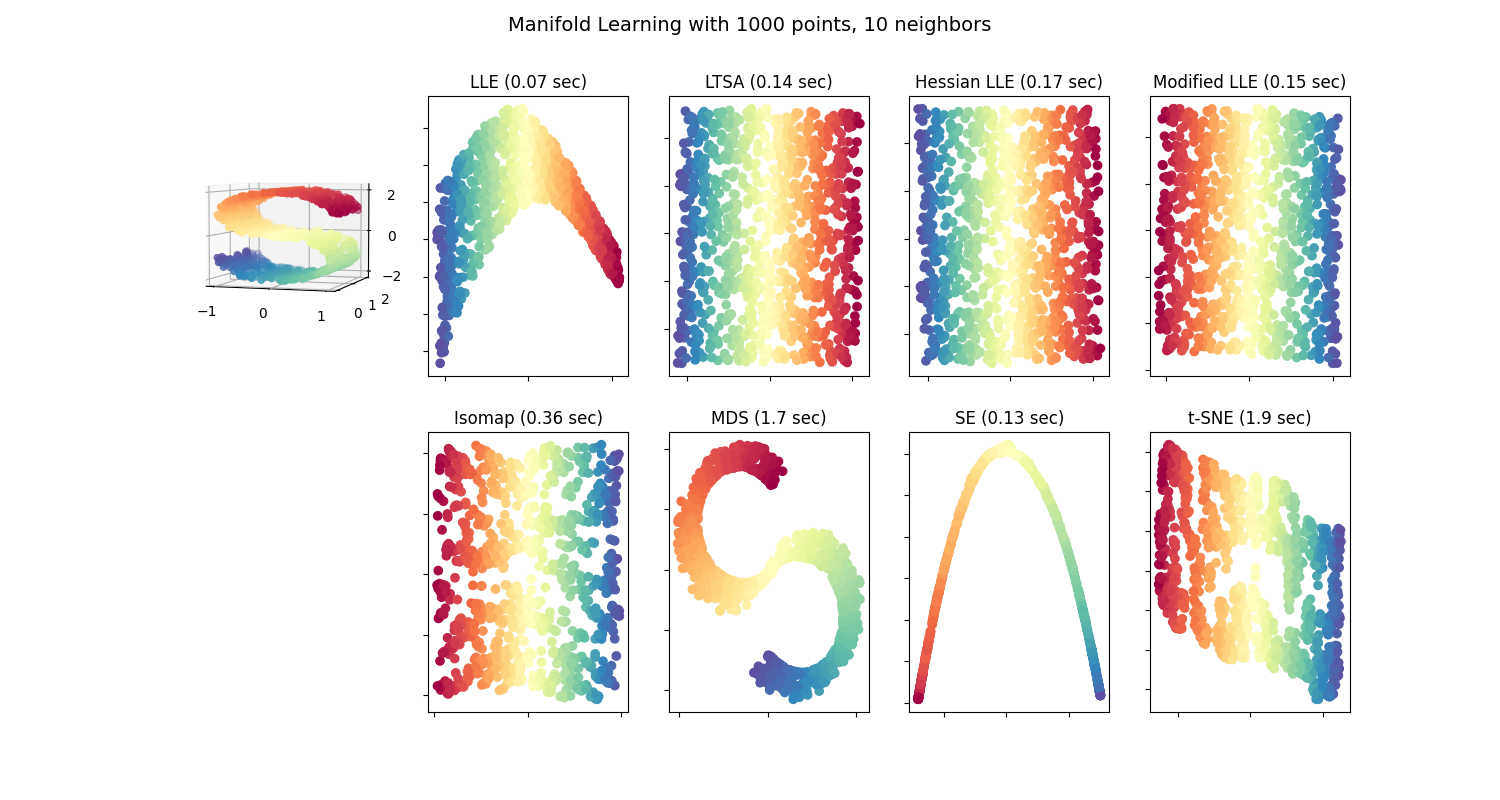 Manifold Learning with 1000 points, 10 neighbors
LLE (0.07 sec)
LTSA (0.14 sec)
Hessian LLE (0.17 sec)
Modified LLE (0.15 sec)
2
0
−2
−1
0
1
0
1
2
Isomap (0.36 sec)
MDS (1.7 sec)
SE (0.13 sec)
t-SNE (1.9 sec)